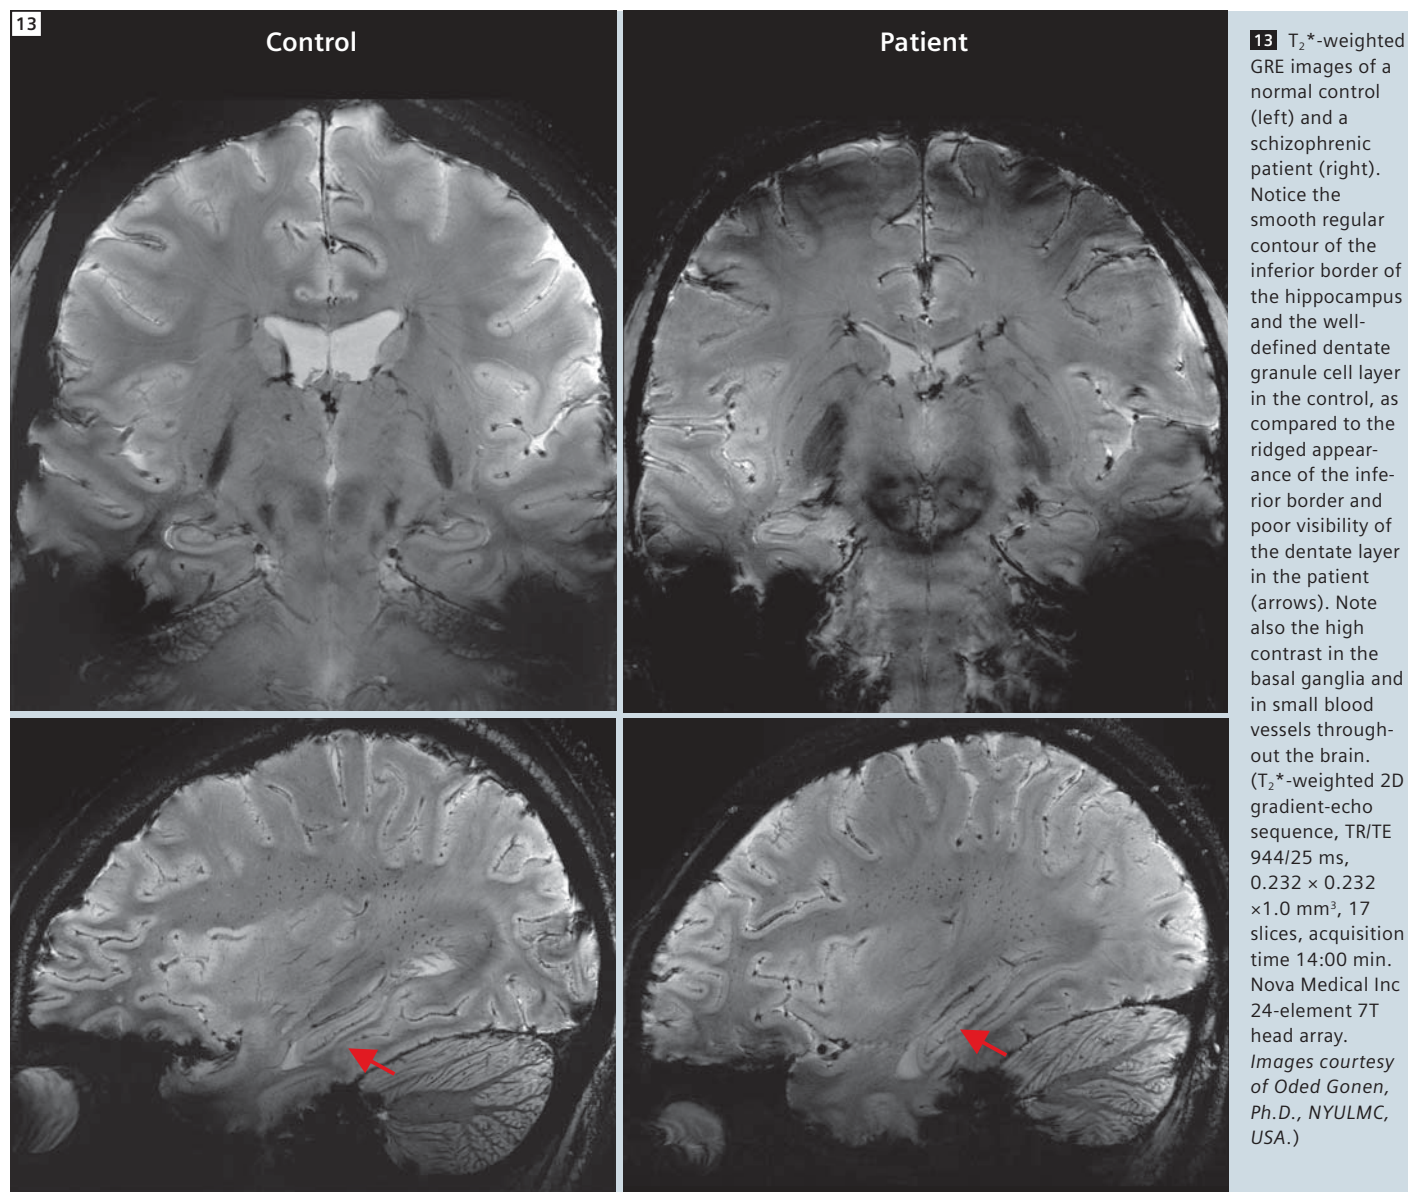 13
Control
Patient
13 T2*-weighted
GRE images of a
normal control
(left) and a
schizophrenic
patient (right).
Notice the
smooth regular
contour of the
inferior border of
the hippocampus
and the well-
defined dentate
granule cell layer
in the control, as
compared to the
ridged appear-
ance of the infe-
rior border and
poor visibility of
the dentate layer
in the patient
(arrows). Note
also the high
contrast in the
basal ganglia and
in small blood
vessels through-
out the brain.
(T2*-weighted 2D
gradient-echo
sequence, TR/TE
944/25 ms,
0.232 × 0.232
×1.0 mm³, 17
slices, acquisition
time 14:00 min.
Nova Medical Inc
24-element 7T
head array.
Images courtesy
of Oded Gonen,
Ph.D., NYULMC,
USA.)